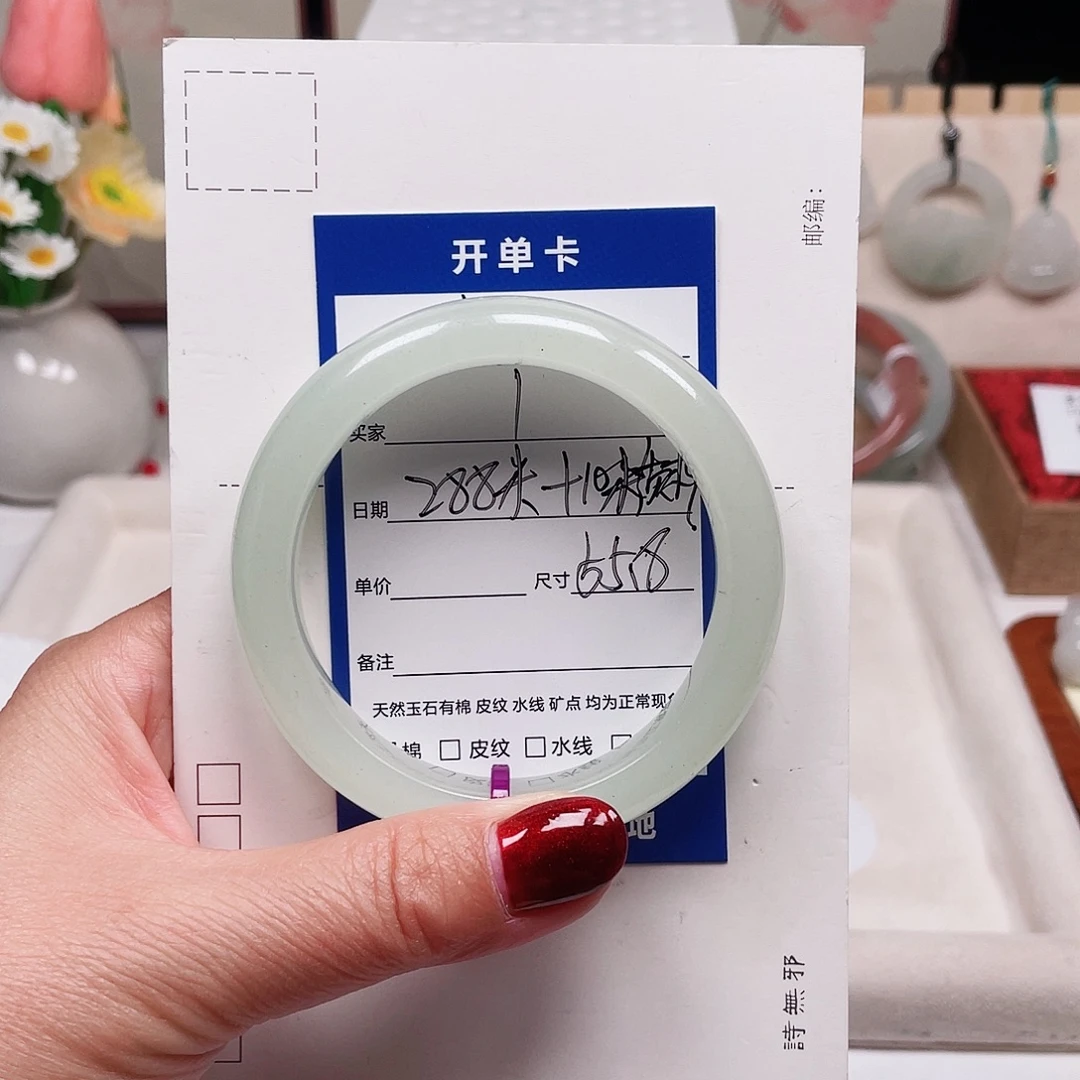 邮编:
开单卡
买家
日期 288米+10米
单价 尺寸 55.8
备注
天然玉石有棉 皮纹 水线 矿点 均为正常现
棉 □ 皮纹 □ 水线 □
地
詩無邪